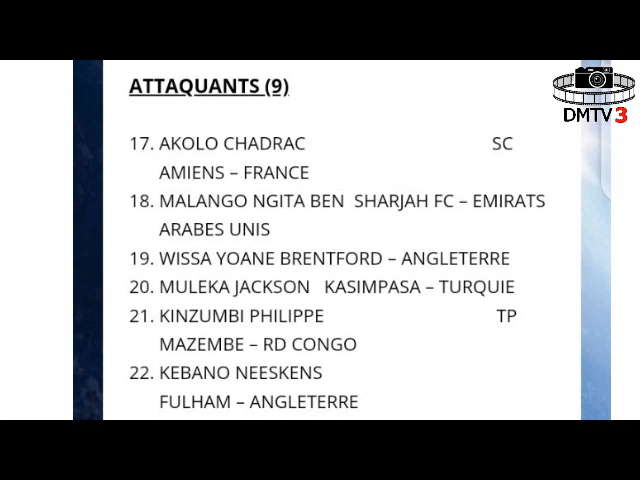 ATTAQUANTS (9)
DMTV3
17. AKOLO CHADRAC SC
AMIENS – FRANCE
18. MALANGO NGITA BEN SHARJAH FC – EMIRATS
ARABES UNIS
19. WISSA YOANE BRENTFORD – ANGLETERRE
20. MULEKA JACKSON KASIMPASA – TURQUIE
21. KINZUMBI PHILIPPE TP
MAZEMBE – RD CONGO
22. KEBANO NEESKENS
FULHAM – ANGLETERRE